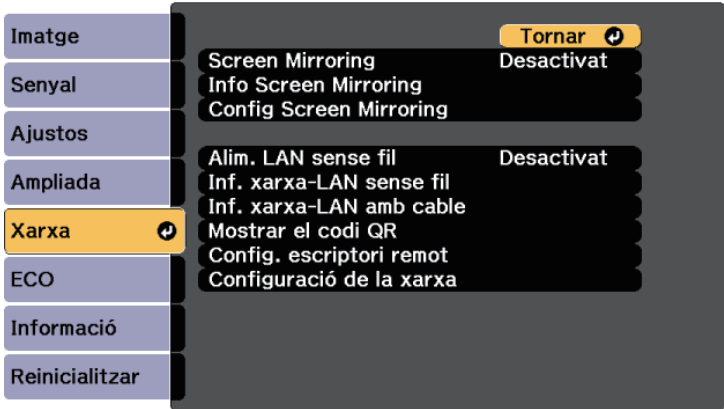 Imatge
Senyal
Ajustos
Ampliada
Xarxa
ECO
Informació
Reinicialitzar
Tornar
Screen Mirroring Desactivat
Info Screen Mirroring
Config Screen Mirroring
Alim. LAN sense fil Desactivat
Inf. xarxa-LAN sense fil
Inf. xarxa-LAN amb cable
Mostrar el codi QR
Config. escriptori remot
Configuració de la xarxa